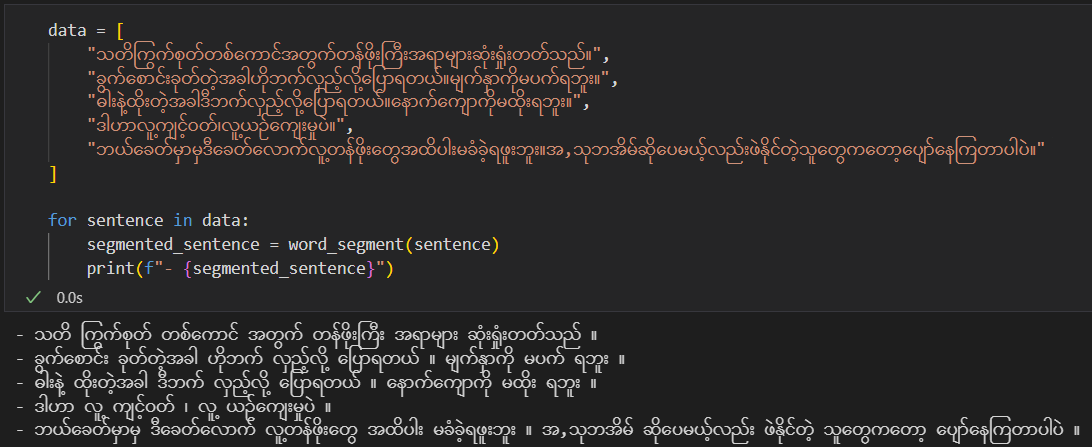 data = [
"သတိကြွက်စုတ်တစ်ကောင်အတွက်တန်ဖိုးကြီးအရာများဆုံးရှုံးတတ်သည်။",
"ခွက်စောင်းခုတ်တဲ့အခါဟိုဘက်လှည့်လို့ပြောရတယ်။မျက်နှာကိုမပက်ရဘူး။",
"ဓါးနဲ့ထိုးတဲ့အခါဒီဘက်လှည့်လို့ပြောရတယ်။နောက်ကျောကိုမထိုးရဘူး။",
"ဒါဟာလူ့ကျင့်ဝတ်၊လူ့ယဉ်ကျေးမှုပဲ။",
"ဘယ်ခေတ်မှာမှဒီခေတ်လောက်လူ့တန်ဖိုးတွေအထိပါးမခံခဲ့ရဖူးဘူး။အ,သုဘအိမ်ဆိုပေမယ့်လည်းဖဲနိုင်တဲ့သူတွေကတော့ပျော်နေကြတာပါပဲ။"
]
for sentence in data:
segmented_sentence = word_segment(sentence)
print(f"- {segmented_sentence}")
0.0s
- သတိ ကြွက်စုတ် တစ်ကောင် အတွက် တန်ဖိုးကြီး အရာများ ဆုံးရှုံးတတ်သည် ။
- ခွက်စောင်း ခုတ်တဲ့အခါ ဟိုဘက် လှည့်လို့ ပြောရတယ် ။ မျက်နှာကို မပက် ရဘူး ။
- ဓါးနဲ့ ထိုးတဲ့အခါ ဒီဘက် လှည့်လို့ ပြောရတယ် ။ နောက်ကျောကို မထိုး ရဘူး ။
- ဒါဟာ လူ့ ကျင့်ဝတ် ၊ လူ့ ယဉ်ကျေးမှုပဲ ။
- ဘယ်ခေတ်မှာမှ ဒီခေတ်လောက် လူ့တန်ဖိုးတွေ အထိပါး မခံခဲ့ရဖူးဘူး ။ အ,သုဘအိမ် ဆိုပေမယ့်လည်း ဖဲနိုင်တဲ့ သူတွေကတော့ ပျော်နေကြတာပါပဲ ။